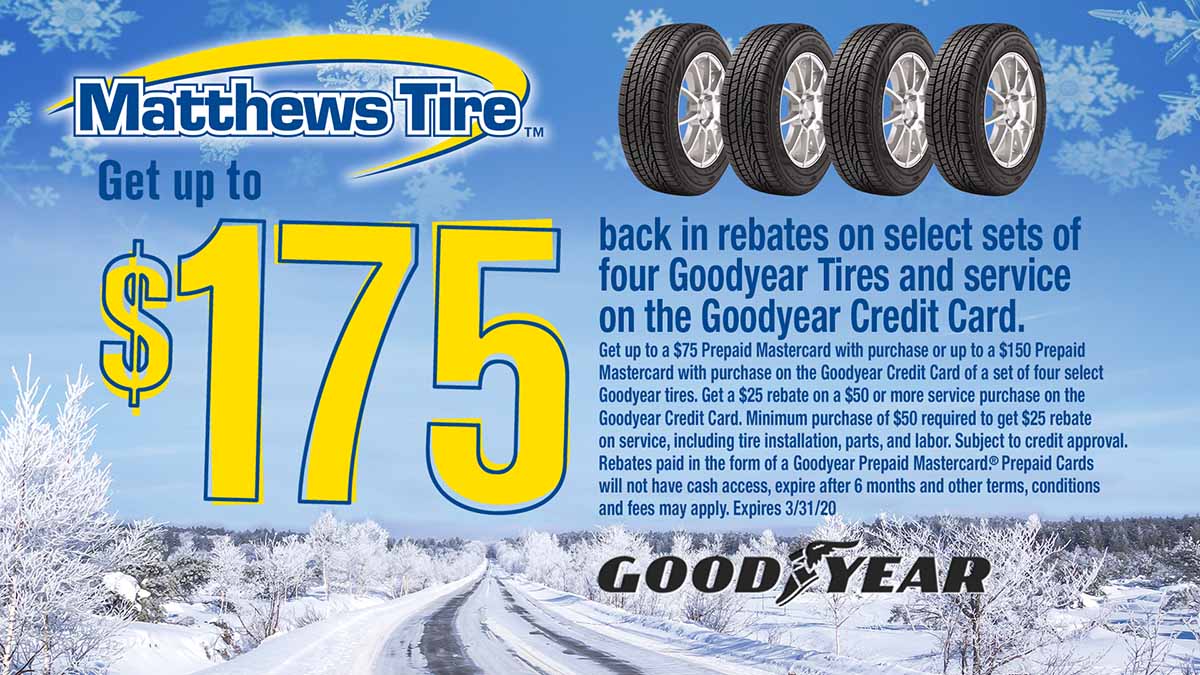 Matthews Tire™
Get up to
$175
back in rebates on select sets of
four Goodyear Tires and service
on the Goodyear Credit Card.
Get up to a $75 Prepaid Mastercard with purchase or up to a $150 Prepaid
Mastercard with purchase on the Goodyear Credit Card of a set of four select
Goodyear tires. Get a $25 rebate on a $50 or more service purchase on the
Goodyear Credit Card. Minimum purchase of $50 required to get $25 rebate
on service, including tire installation, parts, and labor. Subject to credit approval.
Rebates paid in the form of a Goodyear Prepaid Mastercard.® Prepaid Cards
will not have cash access, expire after 6 months and other terms, conditions
and fees may apply. Expires 3/31/20
GOODYEAR